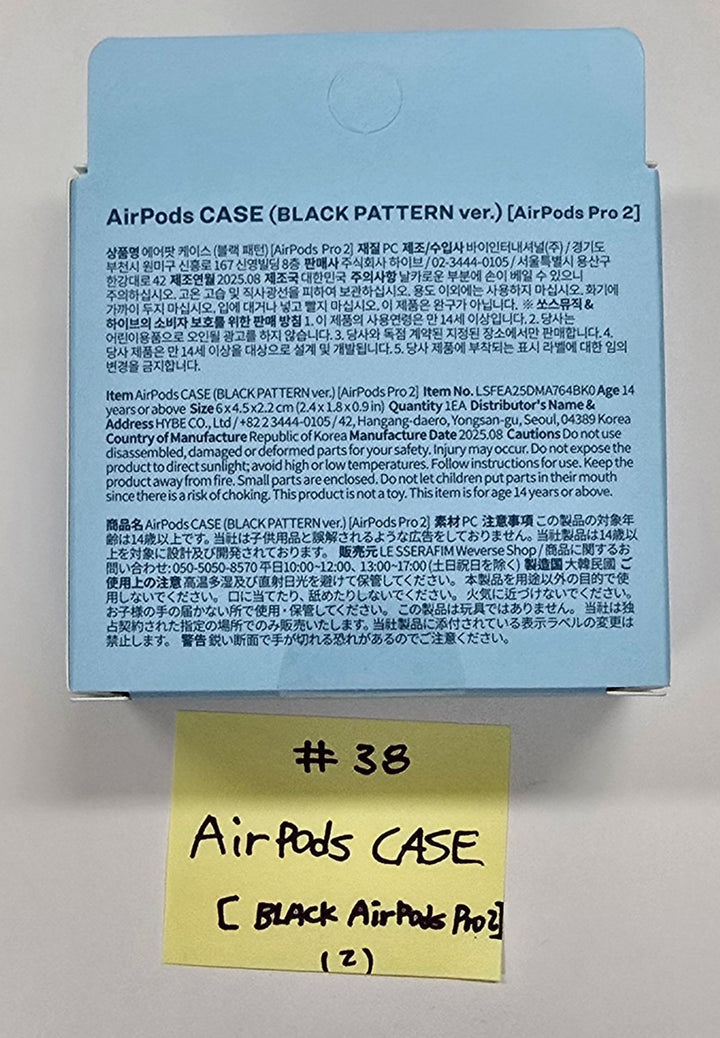 AirPods CASE (BLACK PATTERN ver.) [AirPods Pro 2]
상품명 에어팟 케이스 (블랙 패턴) [AirPods Pro 2] 재질 PC 제조/수입사 바이인터내셔널(주) / 경기도
부천시 원미구 신흥로 167 신영빌딩 8층 판매사 주식회사 하이브 / 02-3444-0105 / 서울특별시 용산구
한강대로 42 제조연월 2025.08 제조국 대한민국 주의사항 날카로운 부분에 손이 베일 수 있으니
주의하십시오. 고온 고습 및 직사광선을 피하여 보관하십시오. 용도 이외에는 사용하지 마십시오. 화기에
가까이 두지 마십시오. 입에 대거나 넣고 빨지 마십시오. 이 제품은 완구가 아닙니다. ※ 쏘스뮤직 &
하이브의 소비자 보호를 위한 판매 방침 1. 이 제품의 사용연령은 만 14세 이상입니다. 2. 당사는
어린이용품으로 오인될 광고를 하지 않습니다. 3. 당사와 독점 계약된 지정된 장소에서만 판매합니다. 4.
당사 제품은 만 14세 이상을 대상으로 설계 및 개발됩니다. 5. 당사 제품에 부착되는 표시 라벨에 대한 임의
변경을 금지합니다.
Item AirPods CASE (BLACK PATTERN ver.) [AirPods Pro 2] Item No. LSFEA25DMA764BK0 Age 14
years or above Size 6 x 4.5 x2.2 cm (2.4 x 1.8 x 0.9 in) Quantity 1EA Distributor's Name &
Address HYBE CO., Ltd / +82 2 3444-0105 / 42, Hangang-daero, Yongsan-gu, Seoul, 04389 Korea
Country of Manufacture Republic of Korea Manufacture Date 2025.08 Cautions Do not use
disassembled, damaged or deformed parts for your safety. Injury may occur. Do not expose the
product to direct sunlight; avoid high or low temperatures. Follow instructions for use. Keep the
product away from fire. Small parts are enclosed. Do not let children put parts in their mouth
since there is a risk of choking. This product is not a toy. This item is for age 14 years or above.
商品名 AirPods CASE (BLACK PATTERN ver.) [AirPods Pro 2] 素材 PC 注意事項 この製品の対象年
齢は14歳以上です。当社は子供用品と誤解されるような広告をしておりません。当社製品は14歳以
上を対象に設計及び開発されております。 販売元 LE SSERAFIM Weverse Shop / 商品に関するお
問い合わせ: 050-5050-8570 平日10:00~12:00、13:00~17:00 (土日祝日を除く) 製造国 大韓民國 ご
使用上の注意 高温多湿及び直射日光を避けて保管してください。 本製品を用途以外の目的で使
用しないでください。 口に当てたり、舐めたりしないでください。 火気に近づけないでください。
お子様の手の届かない所で使用・保管してください。 この製品は玩具ではありません。 当社は独
占契約された指定の場所でのみ販売いたします。当社製品に添付されている表示ラベルの変更は
禁止します。 警告 鋭い断面で手が切れる恐れがあるのでご注意ください。
# 38
AirPods CASE
[ BLACK AirPods Pro 2]
(2)